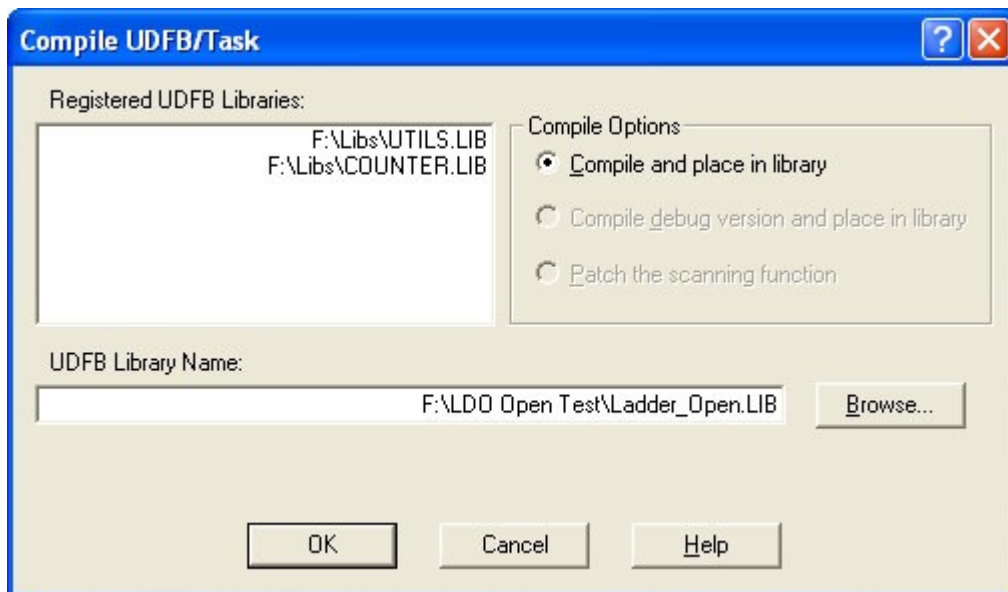 Compile UDFB/Task
Registered UDFB Libraries:
F:\Libs\UTILS.LIB
F:\Libs\COUNTER.LIB
Compile Options
Compile and place in library
Compile debug version and place in library
Patch the scanning function
UDFB Library Name:
F:\LDO Open Test\Ladder_Open.LIB
Browse...
OK
Cancel
Help